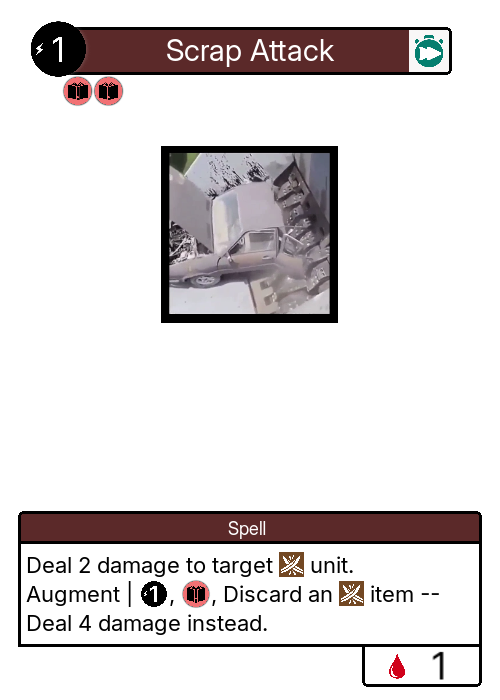 1 Scrap Attack
Spell
Deal 2 damage to target unit.
Augment | 1, , Discard an item --
Deal 4 damage instead.
1